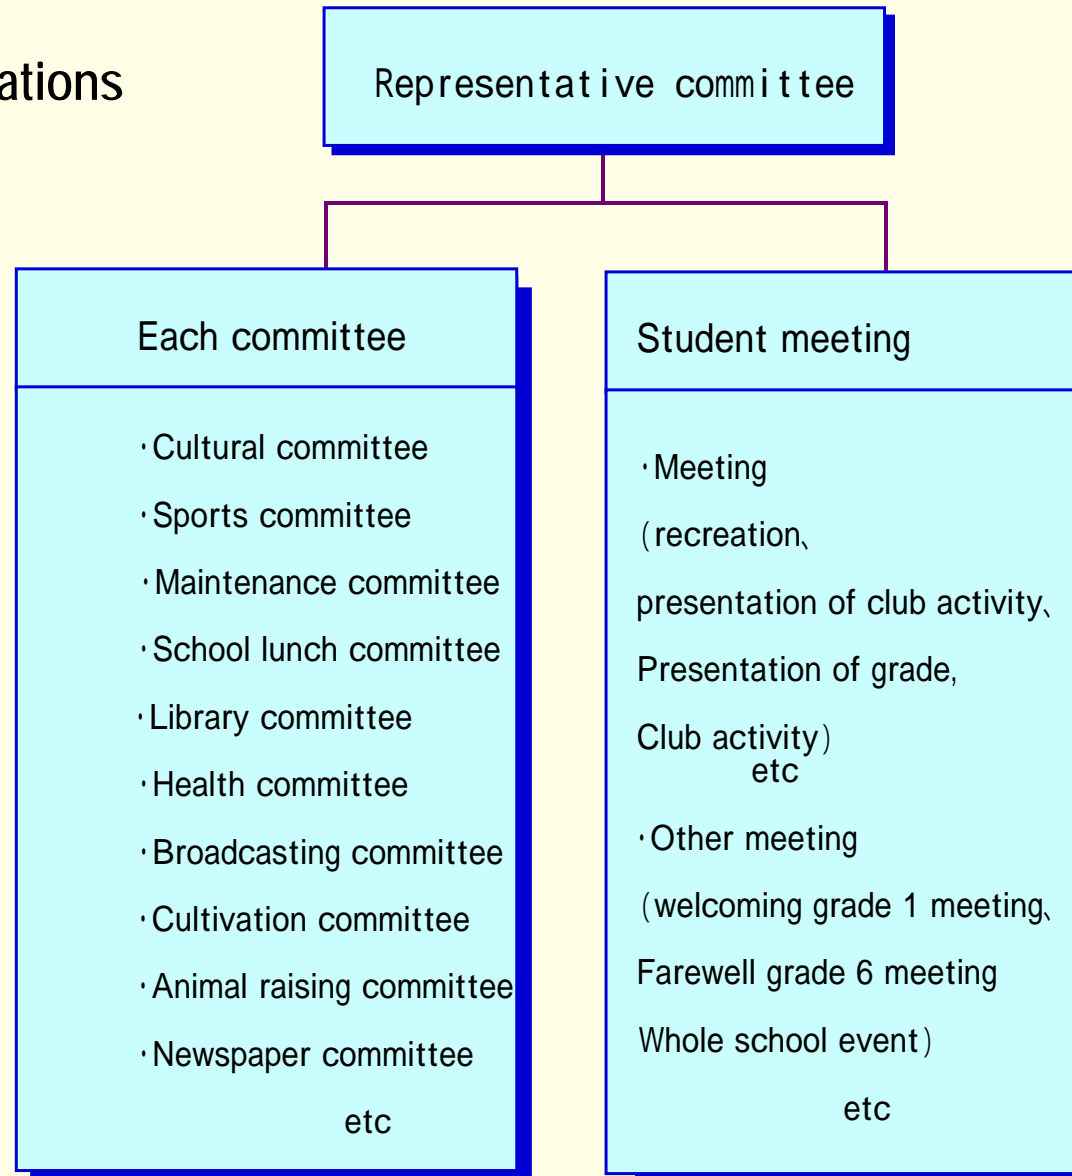 ations
Representative committee
Each committee
・Cultural committee
・Sports committee
・Maintenance committee
・School lunch committee
・Library committee
・Health committee
・Broadcasting committee
・Cultivation committee
・Animal raising committee
・Newspaper committee
etc
Student meeting
・Meeting
(recreation、
presentation of club activity、
Presentation of grade,
Club activity)
etc
・Other meeting
(welcoming grade 1 meeting、
Farewell grade 6 meeting
Whole school event)
etc